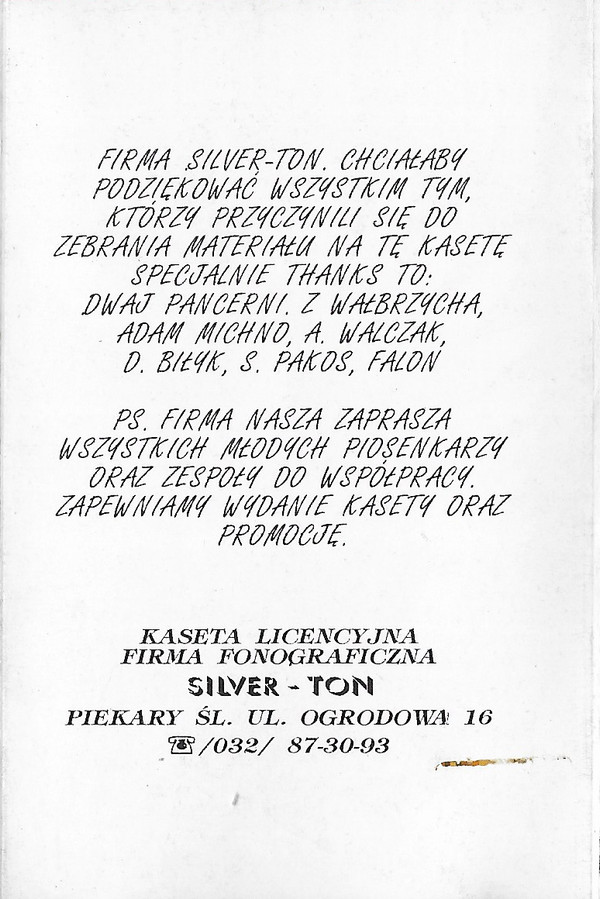 FIRMA SILVER-TON. CHCIAŁABY
PODZIĘKOWAĆ WSZYSTKIM TYM,
KTÓRZY PRZYCZYNILI SIĘ DO
ZEBRANIA MATERIAŁU NA TĘ KASETĘ
SPECJALNIE THANKS TO:
DWAJ PANCERNI. Z WAŁBRZYCHA,
ADAM MICHNO, A. WALCZAK,
D. BIŁYK, S. PAKOS, FALON
PS. FIRMA NASZA ZAPRASZA
WSZYSTKICH MŁODYCH PIOSENKARZY
ORAZ ZESPOŁY DO WSPÓŁPRACY.
ZAPEWNIAMY WYDANIE KASETY ORAZ
PROMOCJĘ.
KASETA LICENCYJNA
FIRMA FONOGRAFICZNA
SILVER - TON
PIEKARY ŚL. UL. OGRODOWA 16
☎/032/ 87-30-93